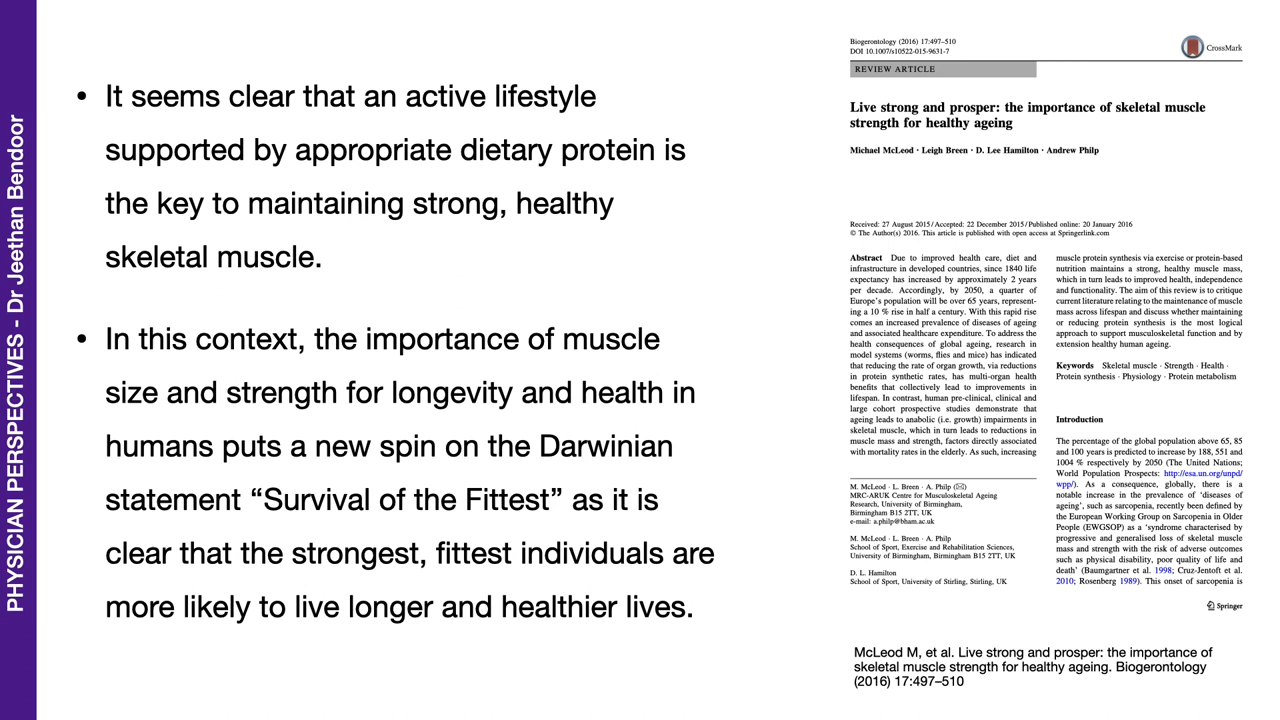 PHYSICIAN PERSPECTIVES - Dr Jeethan Bendoor
• It seems clear that an active lifestyle
supported by appropriate dietary protein is
the key to maintaining strong, healthy
skeletal muscle.
• In this context, the importance of muscle
size and strength for longevity and health in
humans puts a new spin on the Darwinian
statement “Survival of the Fittest” as it is
clear that the strongest, fittest individuals are
more likely to live longer and healthier lives.
Biogerontology (2016) 17:497–510
DOI 10.1007/s10522-015-9631-7
CrossMark
REVIEW ARTICLE
Live strong and prosper: the importance of skeletal muscle
strength for healthy ageing
Michael McLeod · Leigh Breen · D. Lee Hamilton · Andrew Philp
Received: 27 August 2015 / Accepted: 22 December 2015 / Published online: 20 January 2016
© The Author(s) 2016. This article is published with open access at Springerlink.com
Abstract Due to improved health care, diet and
infrastructure in developed countries, since 1840 life
expectancy has increased by approximately 2 years
per decade. Accordingly, by 2050, a quarter of
Europe’s population will be over 65 years, represent-
ing a 10 % rise in half a century. With this rapid rise
comes an increased prevalence of diseases of ageing
and associated healthcare expenditure. To address the
health consequences of global ageing, research in
model systems (worms, flies and mice) has indicated
that reducing the rate of organ growth, via reductions
in protein synthetic rates, has multi-organ health
benefits that collectively lead to improvements in
lifespan. In contrast, human pre-clinical, clinical and
large cohort prospective studies demonstrate that
ageing leads to anabolic (i.e. growth) impairments in
skeletal muscle, which in turn leads to reductions in
muscle mass and strength, factors directly associated
with mortality rates in the elderly. As such, increasing
M. McLeod · L. Breen · A. Philp (✉)
MRC-ARUK Centre for Musculoskeletal Ageing
Research, University of Birmingham,
Birmingham B15 2TT, UK
e-mail: a.philp@bham.ac.uk
M. McLeod · L. Breen · A. Philp
School of Sport, Exercise and Rehabilitation Sciences,
University of Birmingham, Birmingham B15 2TT, UK
D. L. Hamilton
School of Sport, University of Stirling, Stirling, UK
muscle protein synthesis via exercise or protein-based
nutrition maintains a strong, healthy muscle mass,
which in turn leads to improved health, independence
and functionality. The aim of this review is to critique
current literature relating to the maintenance of muscle
mass across lifespan and discuss whether maintaining
or reducing protein synthesis is the most logical
approach to support musculoskeletal function and by
extension healthy human ageing.
Keywords Skeletal muscle · Strength · Health ·
Protein synthesis · Physiology · Protein metabolism
Introduction
The percentage of the global population above 65, 85
and 100 years is predicted to increase by 188, 551 and
1004 % respectively by 2050 (The United Nations;
World Population Prospects: http://esa.un.org/unpd/
wpp/). As a consequence, globally, there is a
notable increase in the prevalence of ‘diseases of
ageing’, such as sarcopenia, recently been defined by
the European Working Group on Sarcopenia in Older
People (EWGSOP) as a ‘syndrome characterised by
progressive and generalised loss of skeletal muscle
mass and strength with the risk of adverse outcomes
such as physical disability, poor quality of life and
death’ (Baumgartner et al. 1998; Cruz-Jentoft et al.
2010; Rosenberg 1989). This onset of sarcopenia is
Springer
McLeod M, et al. Live strong and prosper: the importance of
skeletal muscle strength for healthy ageing. Biogerontology
(2016) 17:497–510